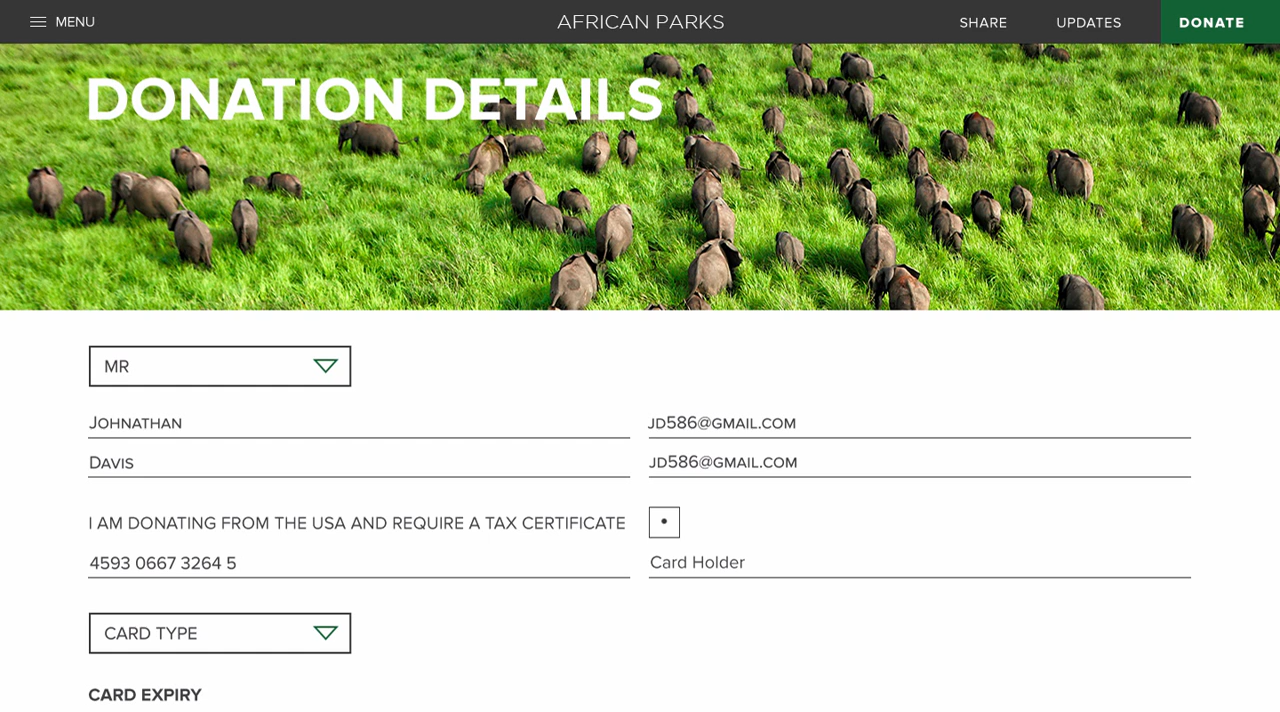 MENU
AFRICAN PARKS
SHARE
UPDATES
DONATE
DONATION DETAILS
MR
Johnathan
jd586@gmail.com
Davis
jd586@gmail.com
I AM DONATING FROM THE USA AND REQUIRE A TAX CERTIFICATE
4593 0667 3264 5
Card Holder
CARD TYPE
CARD EXPIRY